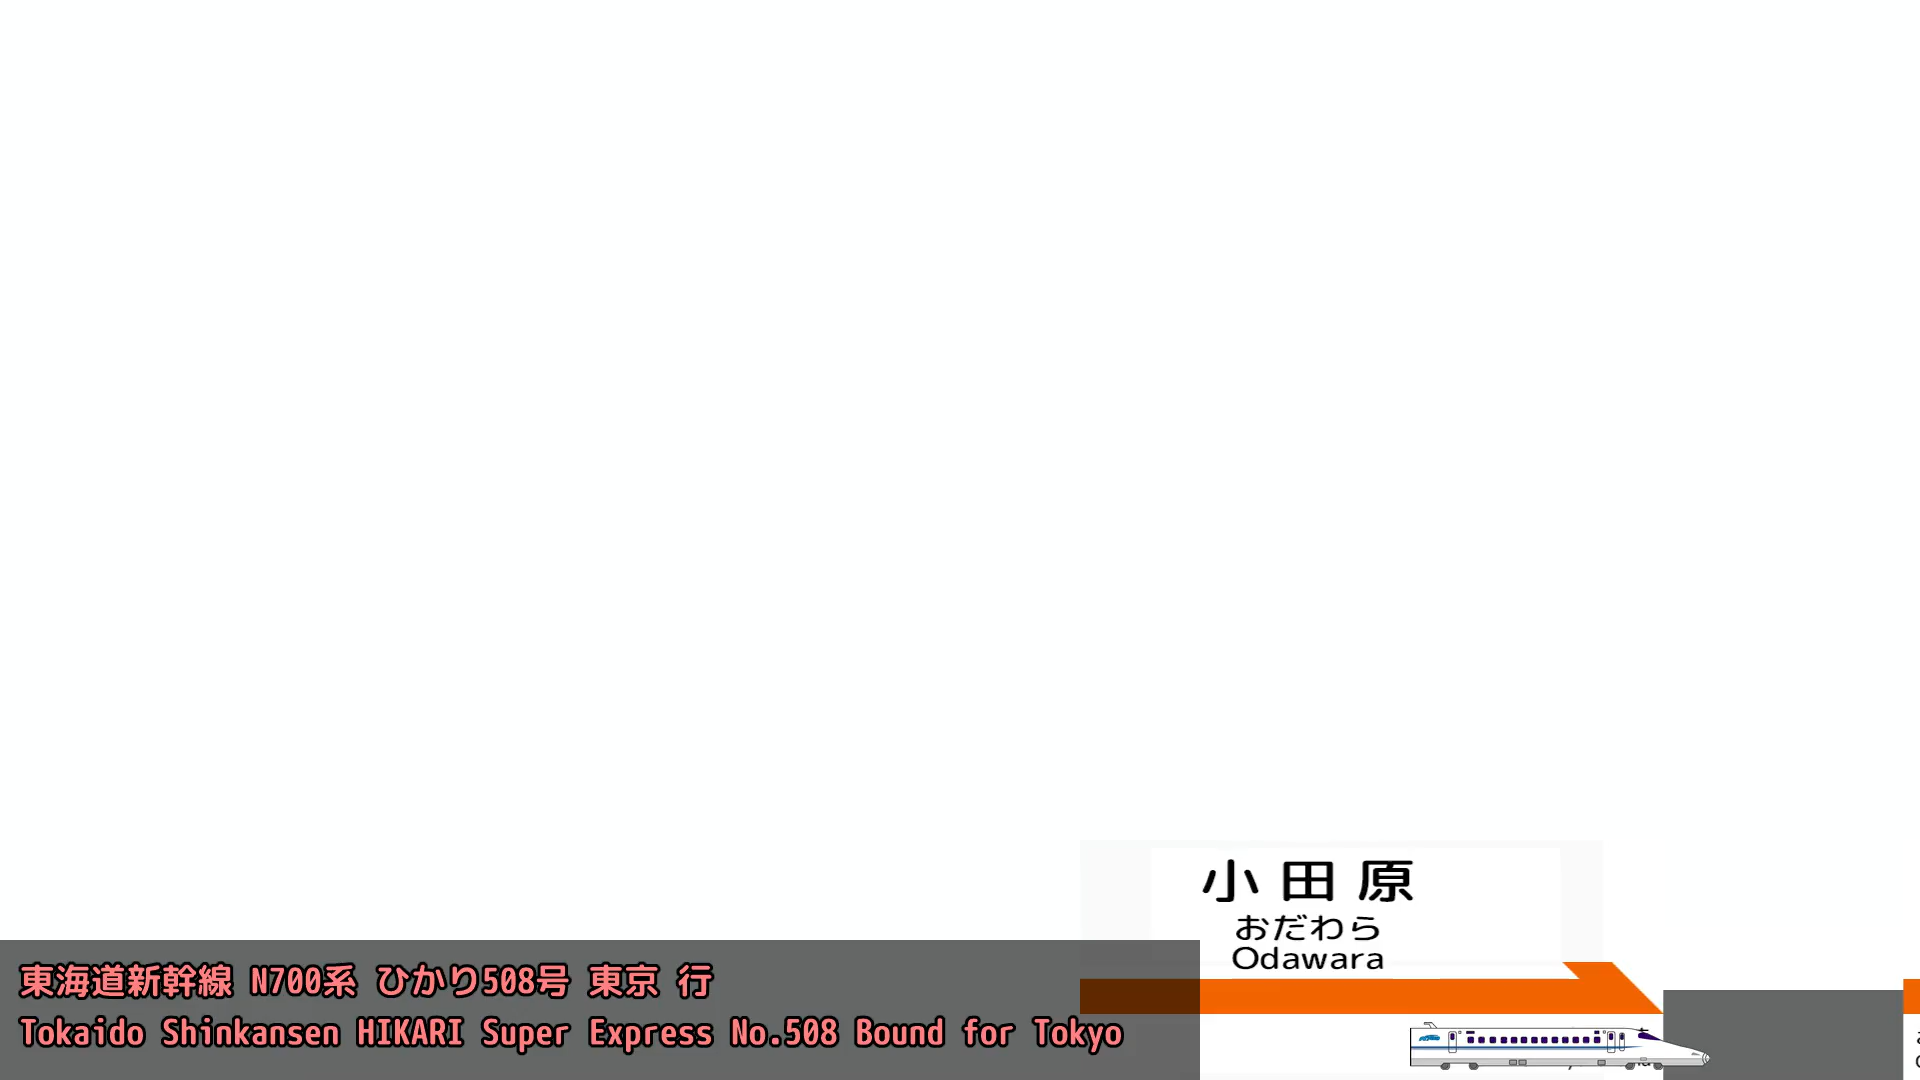 小田原
おだわら
Odawara
東海道新幹線 N700系 ひかり508号 東京 行
Tokaido Shinkansen HIKARI Super Express No.508 Bound for Tokyo